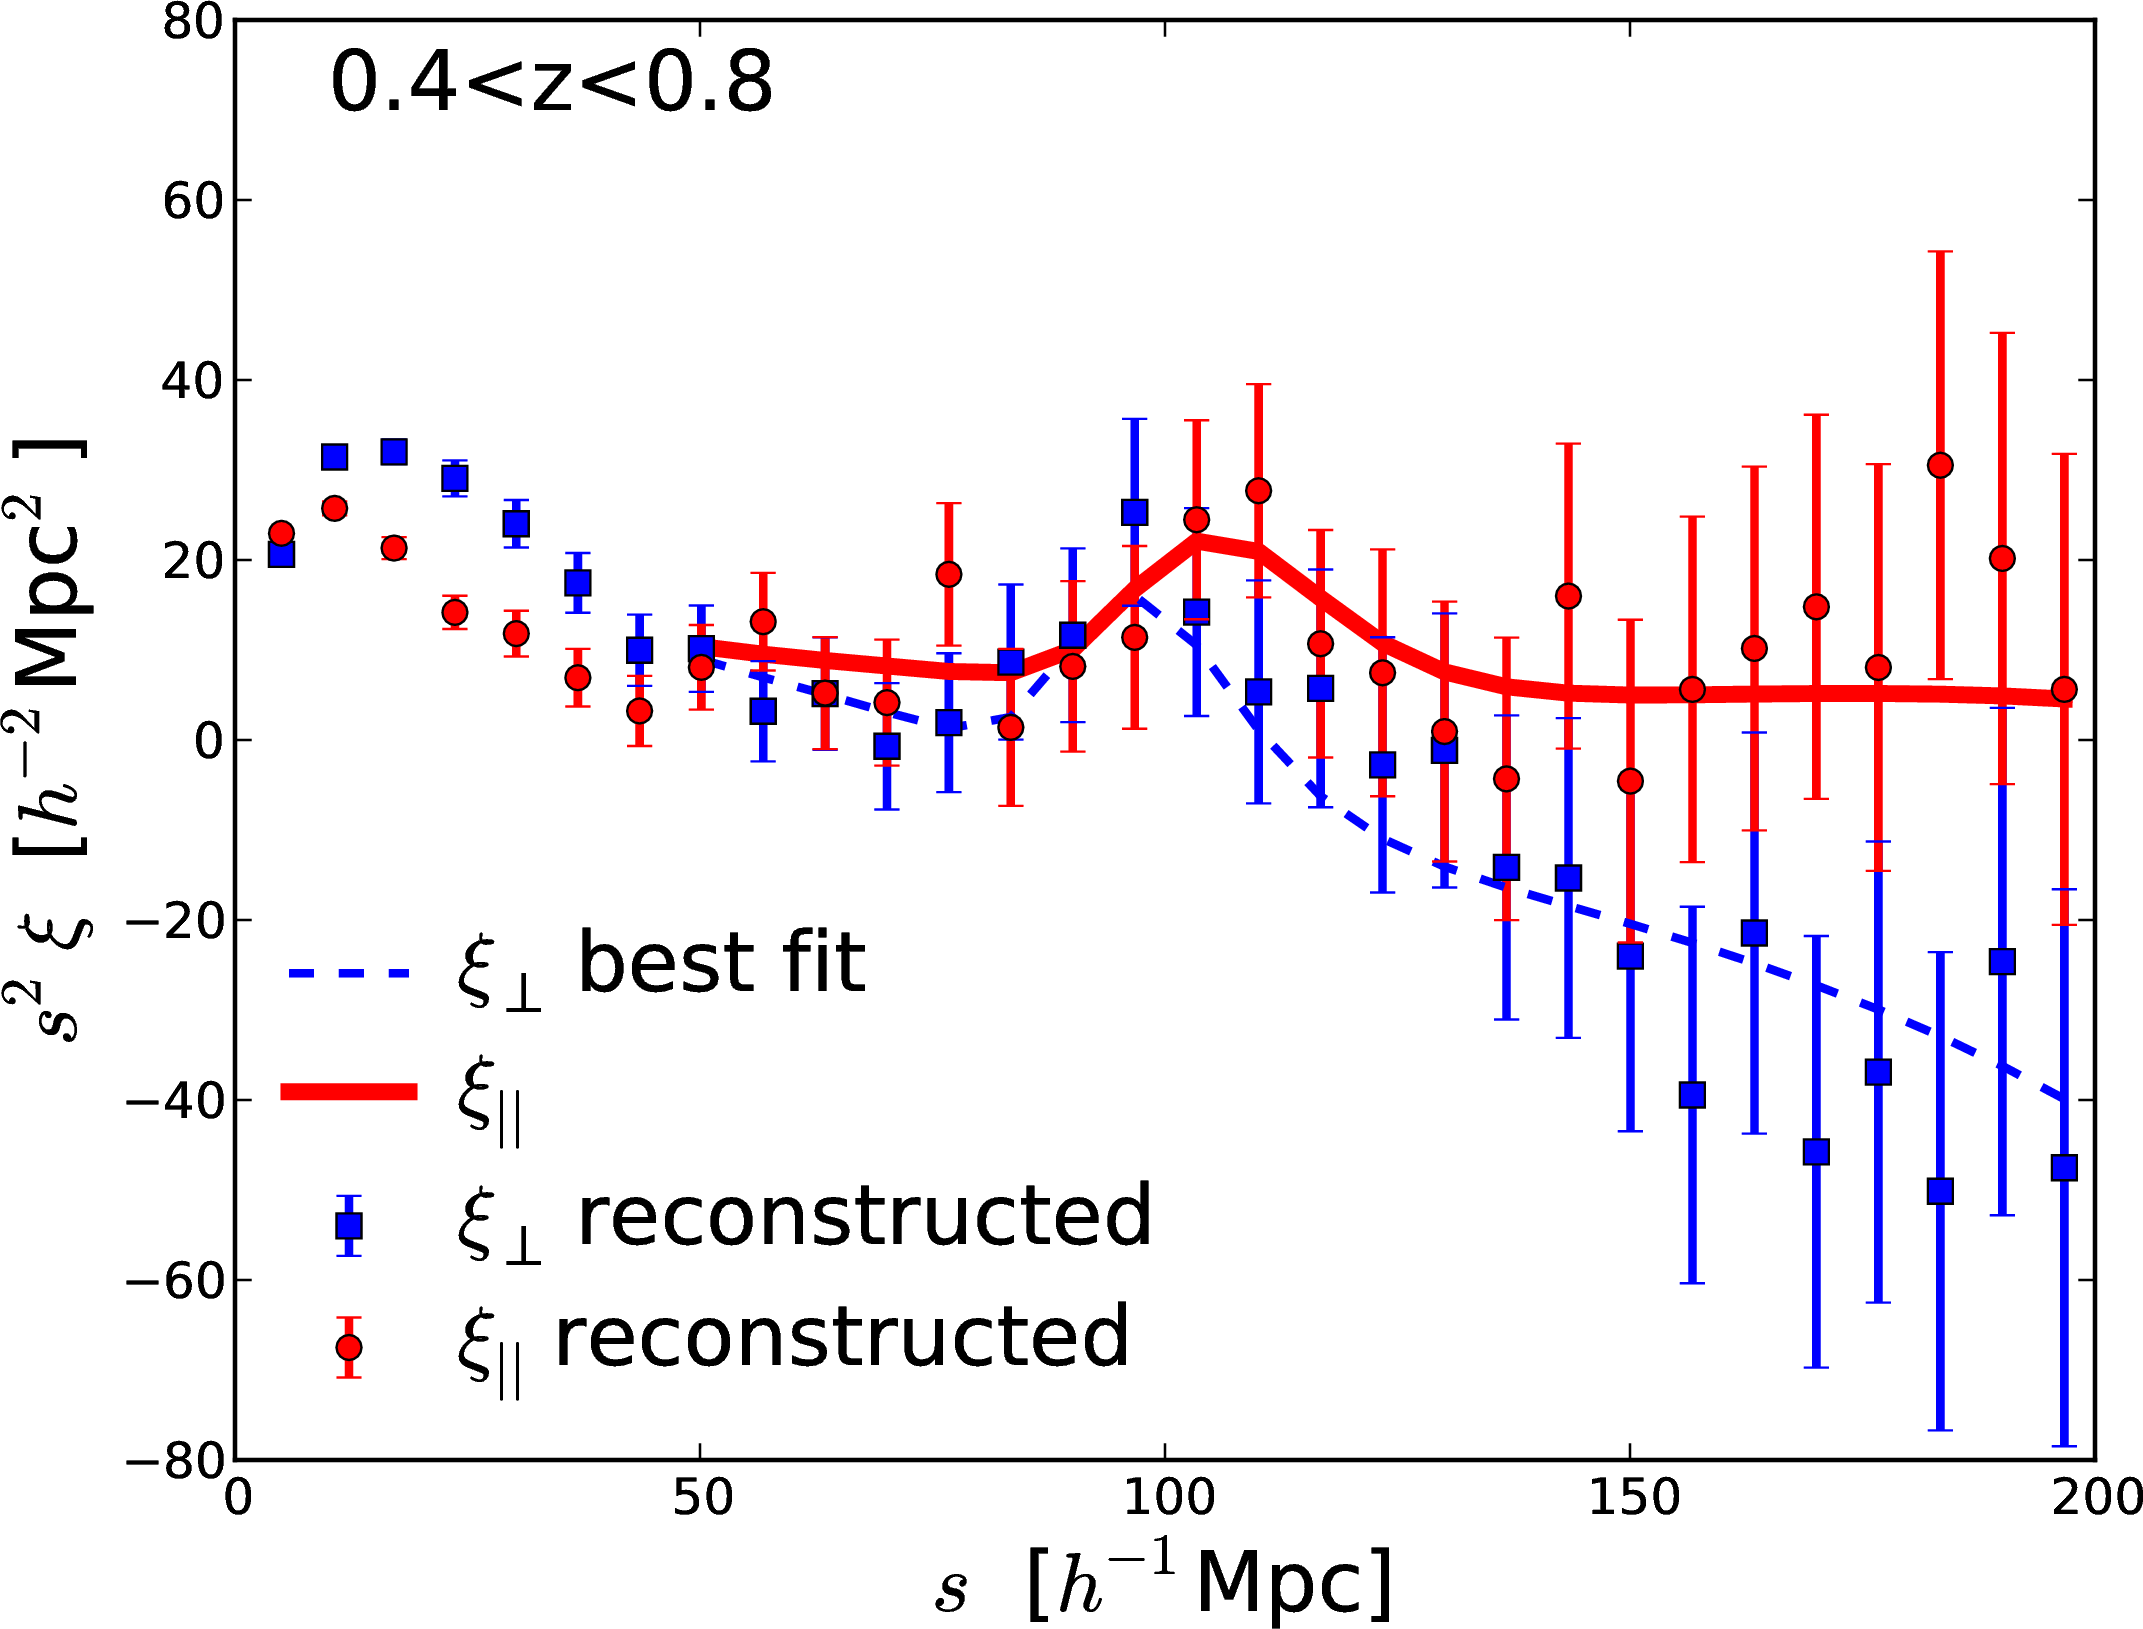 80
60
40
20
0
−20
−40
−60
−80
0.4<z<0.8
s² ξ [h⁻² Mpc²]
ξ⊥ best fit
ξ||
ξ⊥ reconstructed
ξ|| reconstructed
0 50 100 150 200
s [h⁻¹ Mpc]